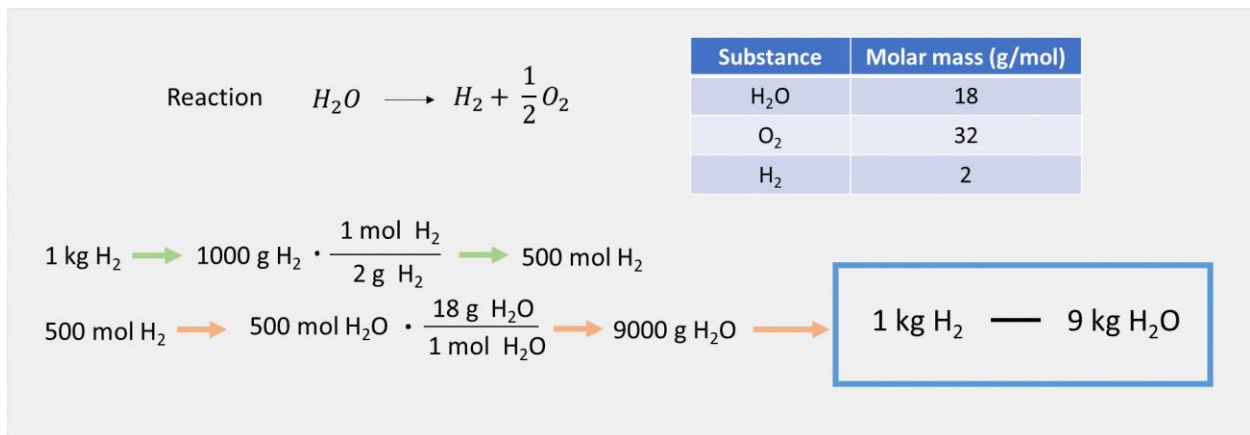 Reaction H₂O ⟶ H₂ + 1/2 O₂
Substance Molar mass (g/mol)
H₂O 18
O₂ 32
H₂ 2
1 kg H₂ → 1000 g H₂ · 1 mol H₂ / 2 g H₂ → 500 mol H₂
500 mol H₂ → 500 mol H₂O · 18 g H₂O / 1 mol H₂O → 9000 g H₂O →
1 kg H₂ — 9 kg H₂O